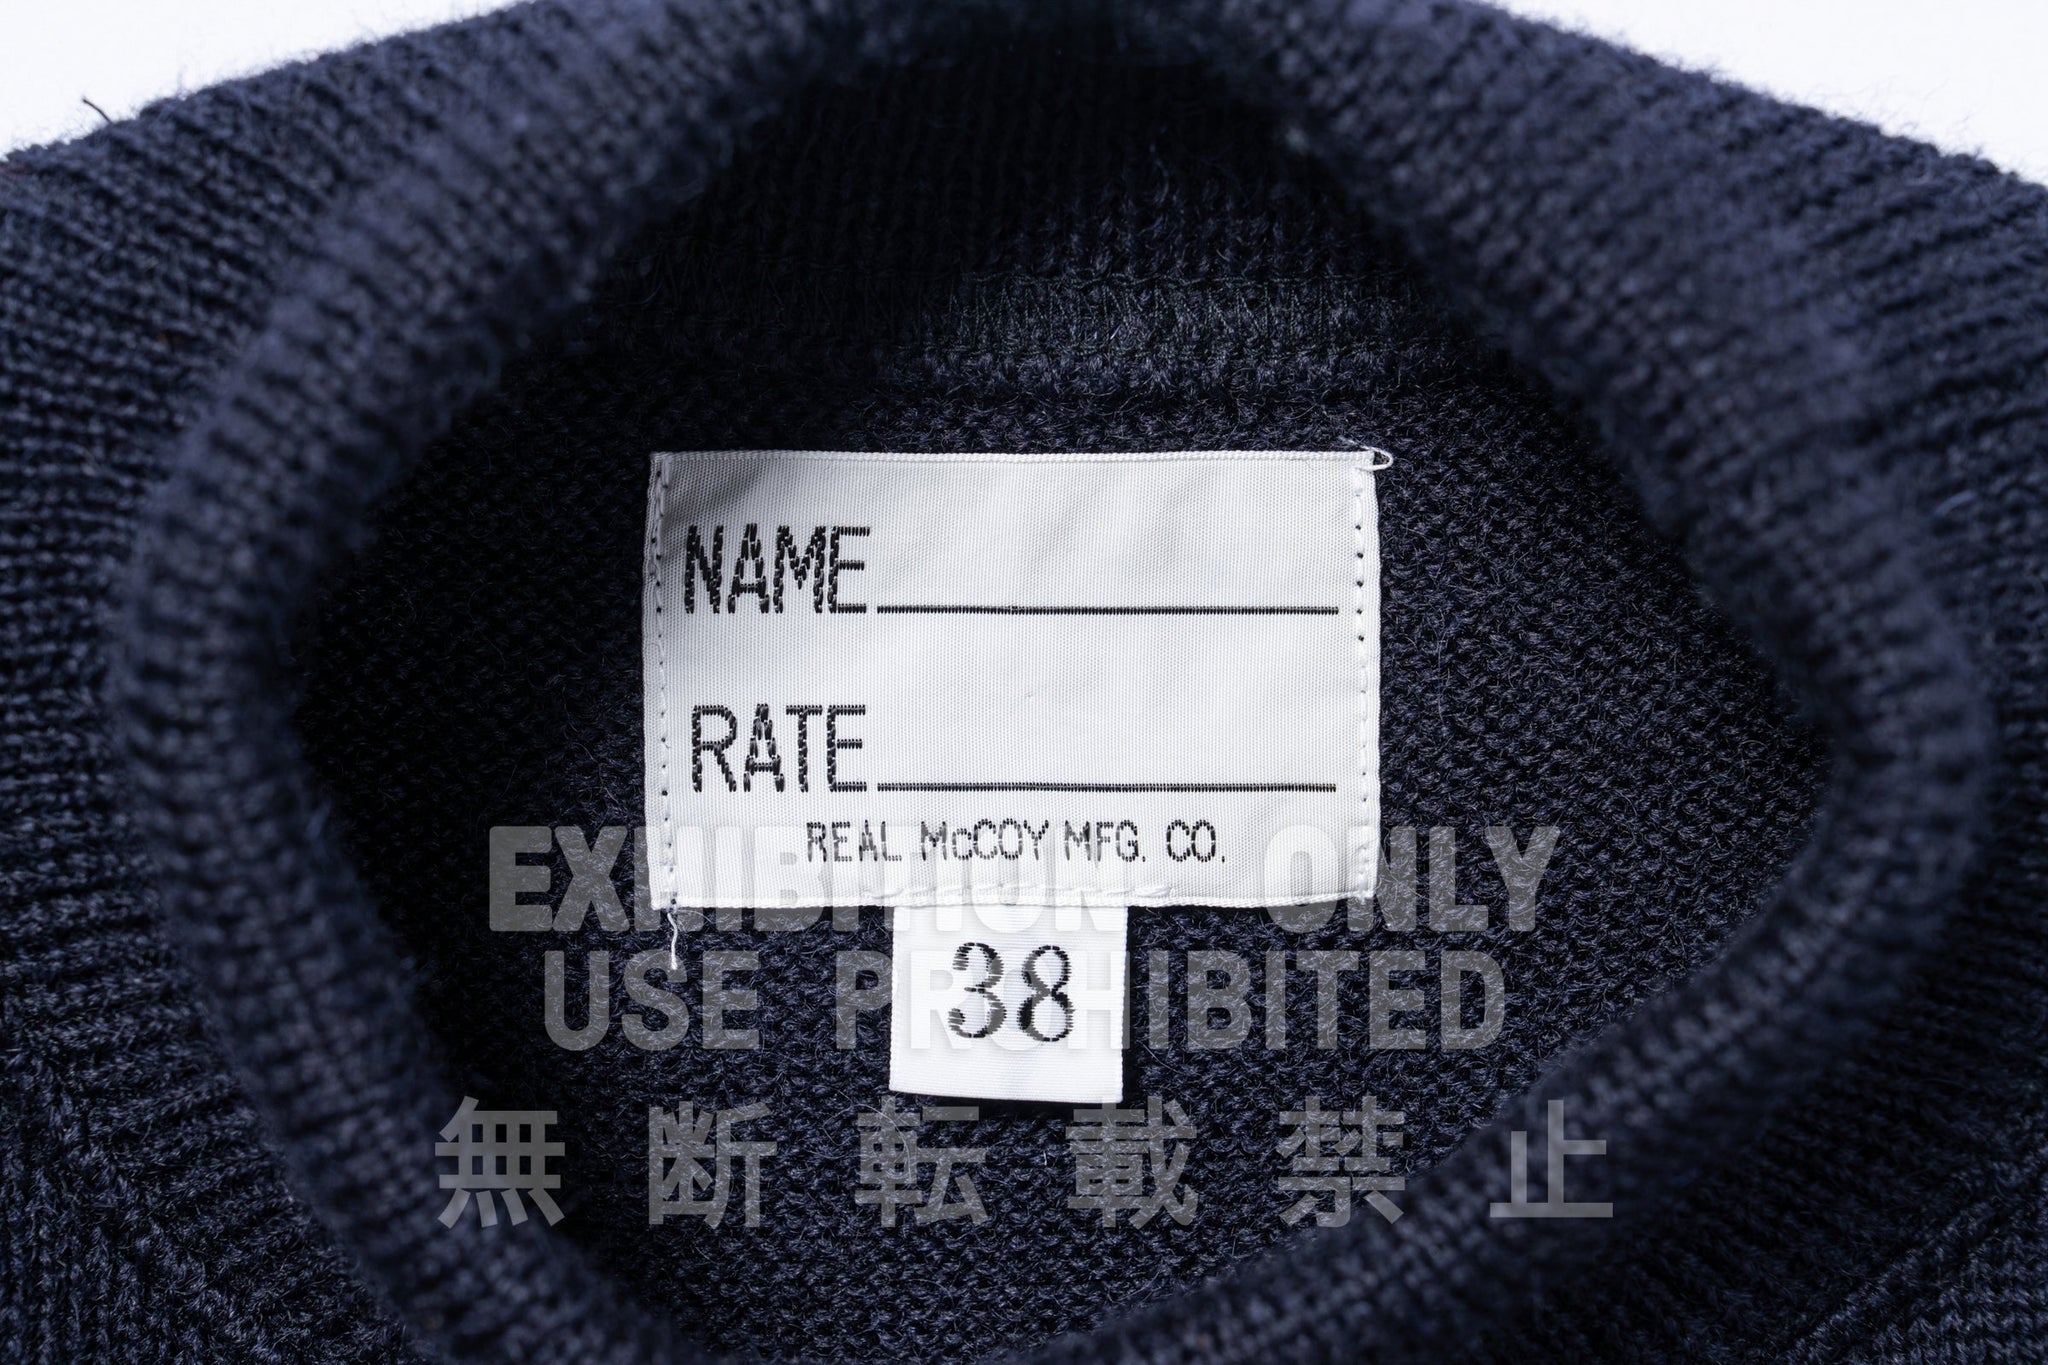 NAME
RATE
REAL McCOY MFG. CO.
EXHIBITION ONLY
38
USE PROHIBITED
無断転載禁止